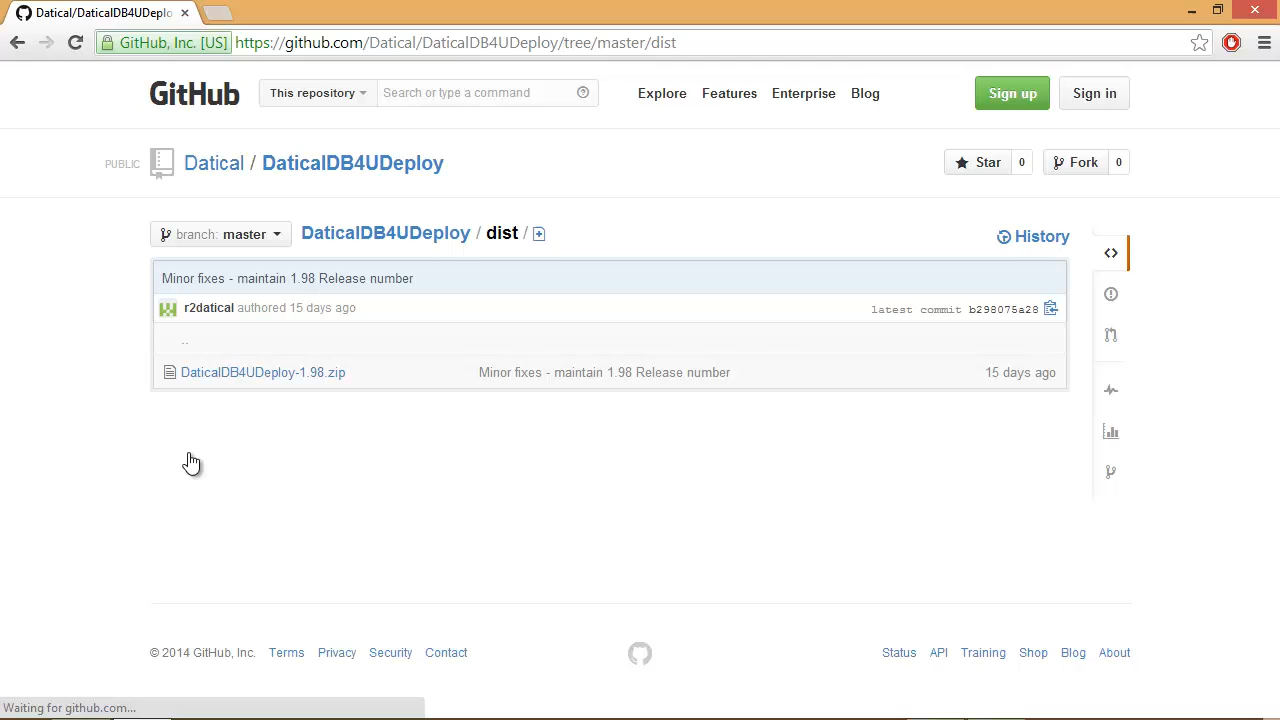 Datical/DaticalDB4UDeplo
GitHub, Inc. [US] https://github.com/Datical/DaticalDB4UDeploy/tree/master/dist
GitHub This repository Search or type a command Explore Features Enterprise Blog Sign up Sign in
PUBLIC Datical / DaticalDB4UDeploy Star 0 Fork 0
branch: master DaticalDB4UDeploy / dist / History
Minor fixes - maintain 1.98 Release number
r2datical authored 15 days ago latest commit b298075a28
..
DaticalDB4UDeploy-1.98.zip Minor fixes - maintain 1.98 Release number 15 days ago
© 2014 GitHub, Inc. Terms Privacy Security Contact Status API Training Shop Blog About
Waiting for github.com...